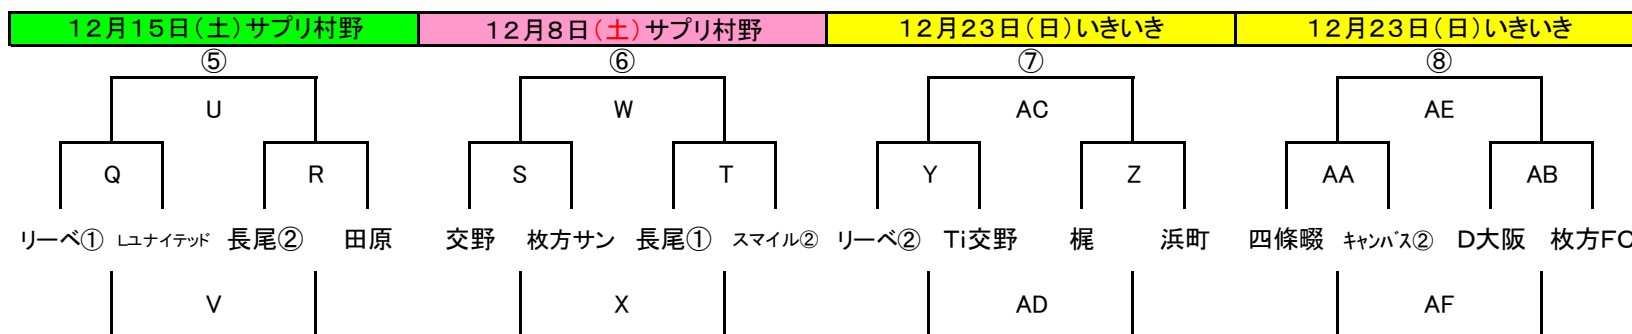 12月15日(土)サプリ村野 12月8日(土)サプリ村野 12月23日(日)いきいき 12月23日(日)いきいき
⑤ ⑥ ⑦ ⑧
U W AC AE
Q R S T Y Z AA AB
リーベ① Lユナイテッド 長尾② 田原 交野 枚方サン 長尾① スマイル② リーベ② Ti交野 梶 浜町 四條畷 キャンバス② D大阪 枚方FC
V X AD AF